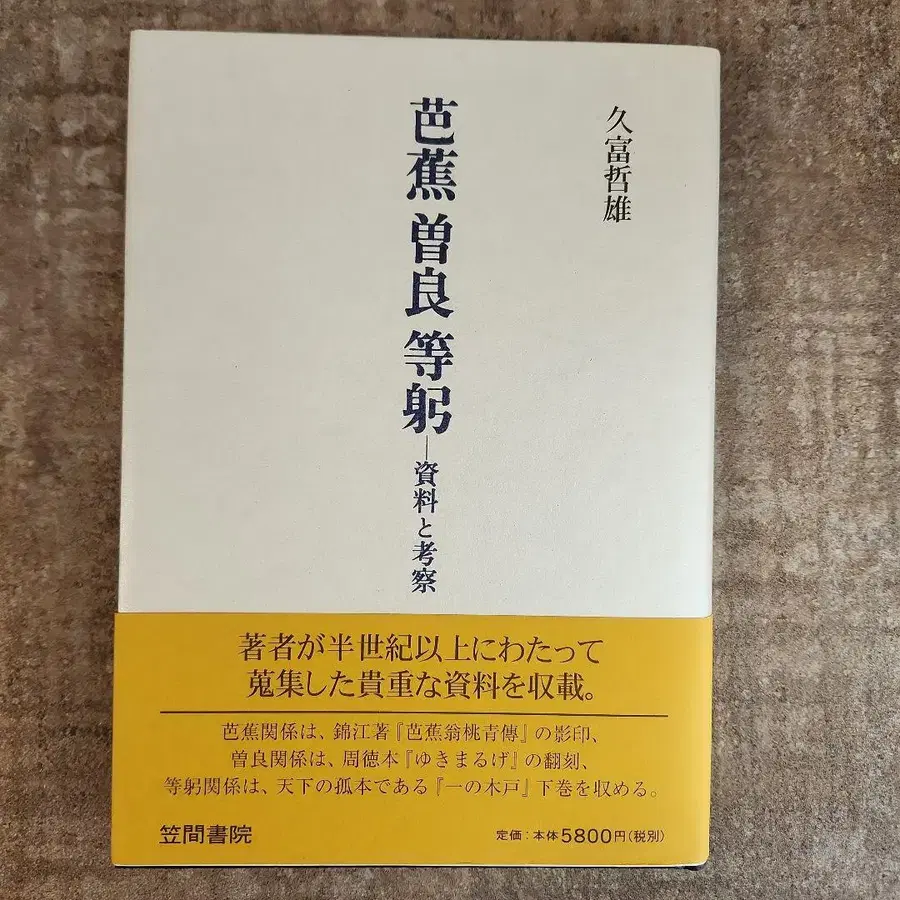 久富哲雄
芭蕉 曽良 等躬
―資料と考察
著者が半世紀以上にわたって
蒐集した貴重な資料を収載。
芭蕉関係は、錦江著『芭蕉翁桃青傳』の影印、
曽良関係は、周徳本『ゆきまるげ』の翻刻、
等躬関係は、天下の孤本である『一の木戸』下巻を収める。
笠間書院
定価：本体5800円（税別）